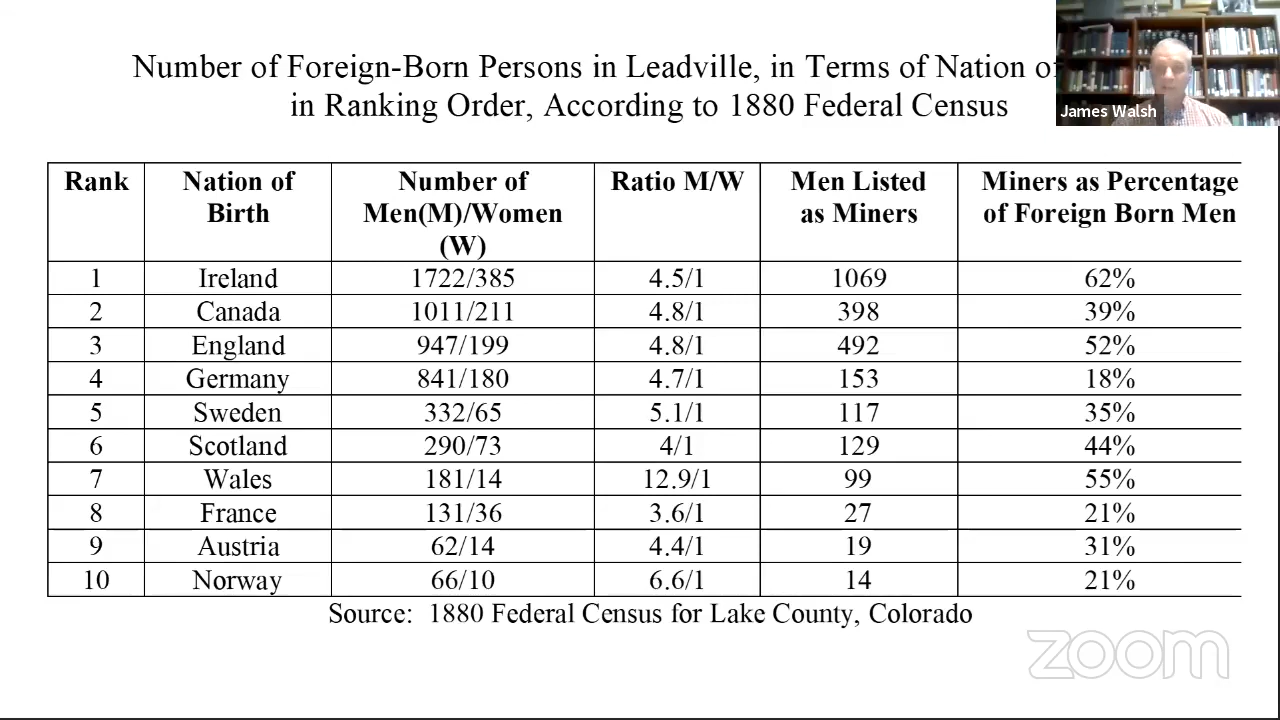 Number of Foreign-Born Persons in Leadville, in Terms of Nation of
in Ranking Order, According to 1880 Federal Census
James Walsh
Rank Nation of Birth Number of Men(M)/Women (W) Ratio M/W Men Listed as Miners Miners as Percentage of Foreign Born Men
1 Ireland 1722/385 4.5/1 1069 62%
2 Canada 1011/211 4.8/1 398 39%
3 England 947/199 4.8/1 492 52%
4 Germany 841/180 4.7/1 153 18%
5 Sweden 332/65 5.1/1 117 35%
6 Scotland 290/73 4/1 129 44%
7 Wales 181/14 12.9/1 99 55%
8 France 131/36 3.6/1 27 21%
9 Austria 62/14 4.4/1 19 31%
10 Norway 66/10 6.6/1 14 21%
Source: 1880 Federal Census for Lake County, Colorado
zoom